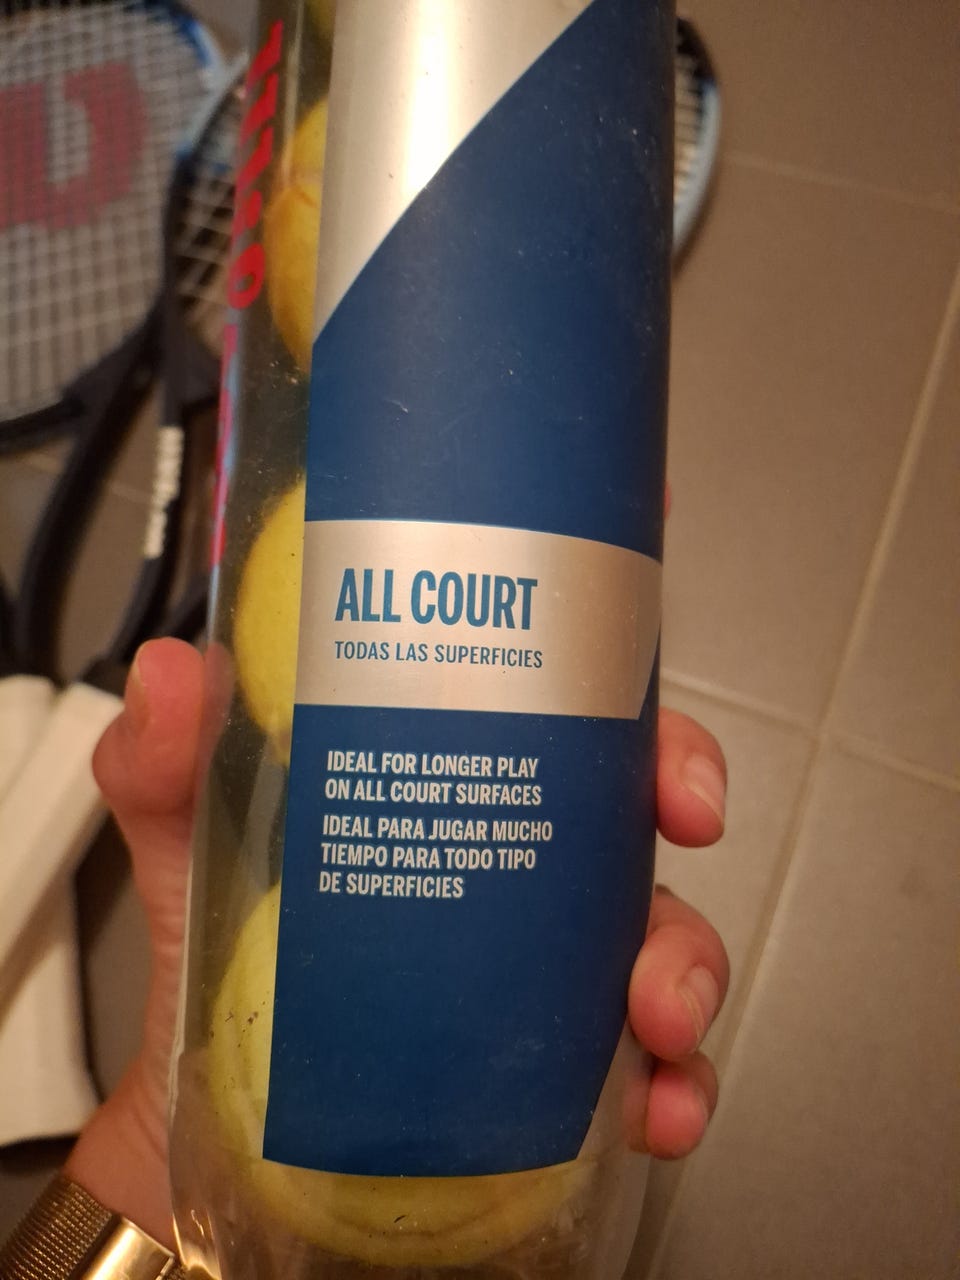 ALL COURT
TODAS LAS SUPERFICIES
IDEAL FOR LONGER PLAY
ON ALL COURT SURFACES
IDEAL PARA JUGAR MUCHO
TIEMPO PARA TODO TIPO
DE SUPERFICIES